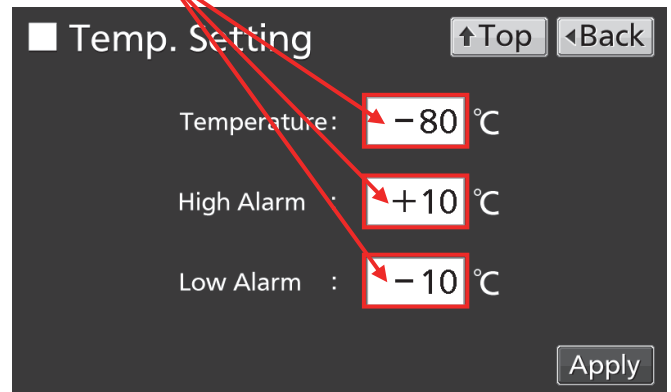 ■ Temp. Setting ↑Top ◂Back
Temperature: −80 ℃
High Alarm : +10 ℃
Low Alarm : −10 ℃
Apply